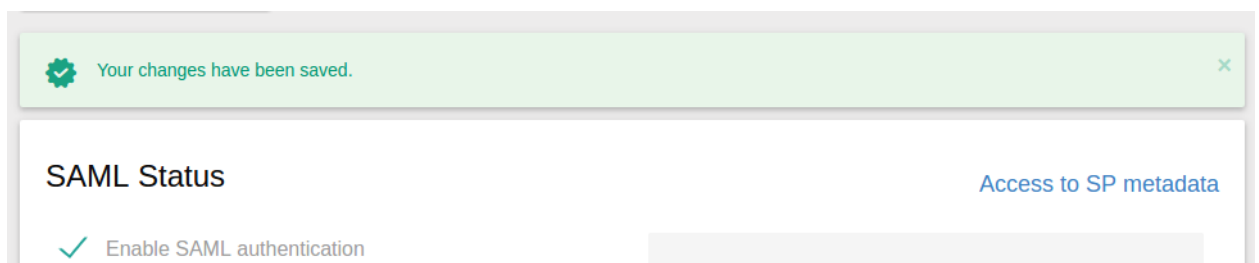 Your changes have been saved.
×
SAML Status
Access to SP metadata
Enable SAML authentication